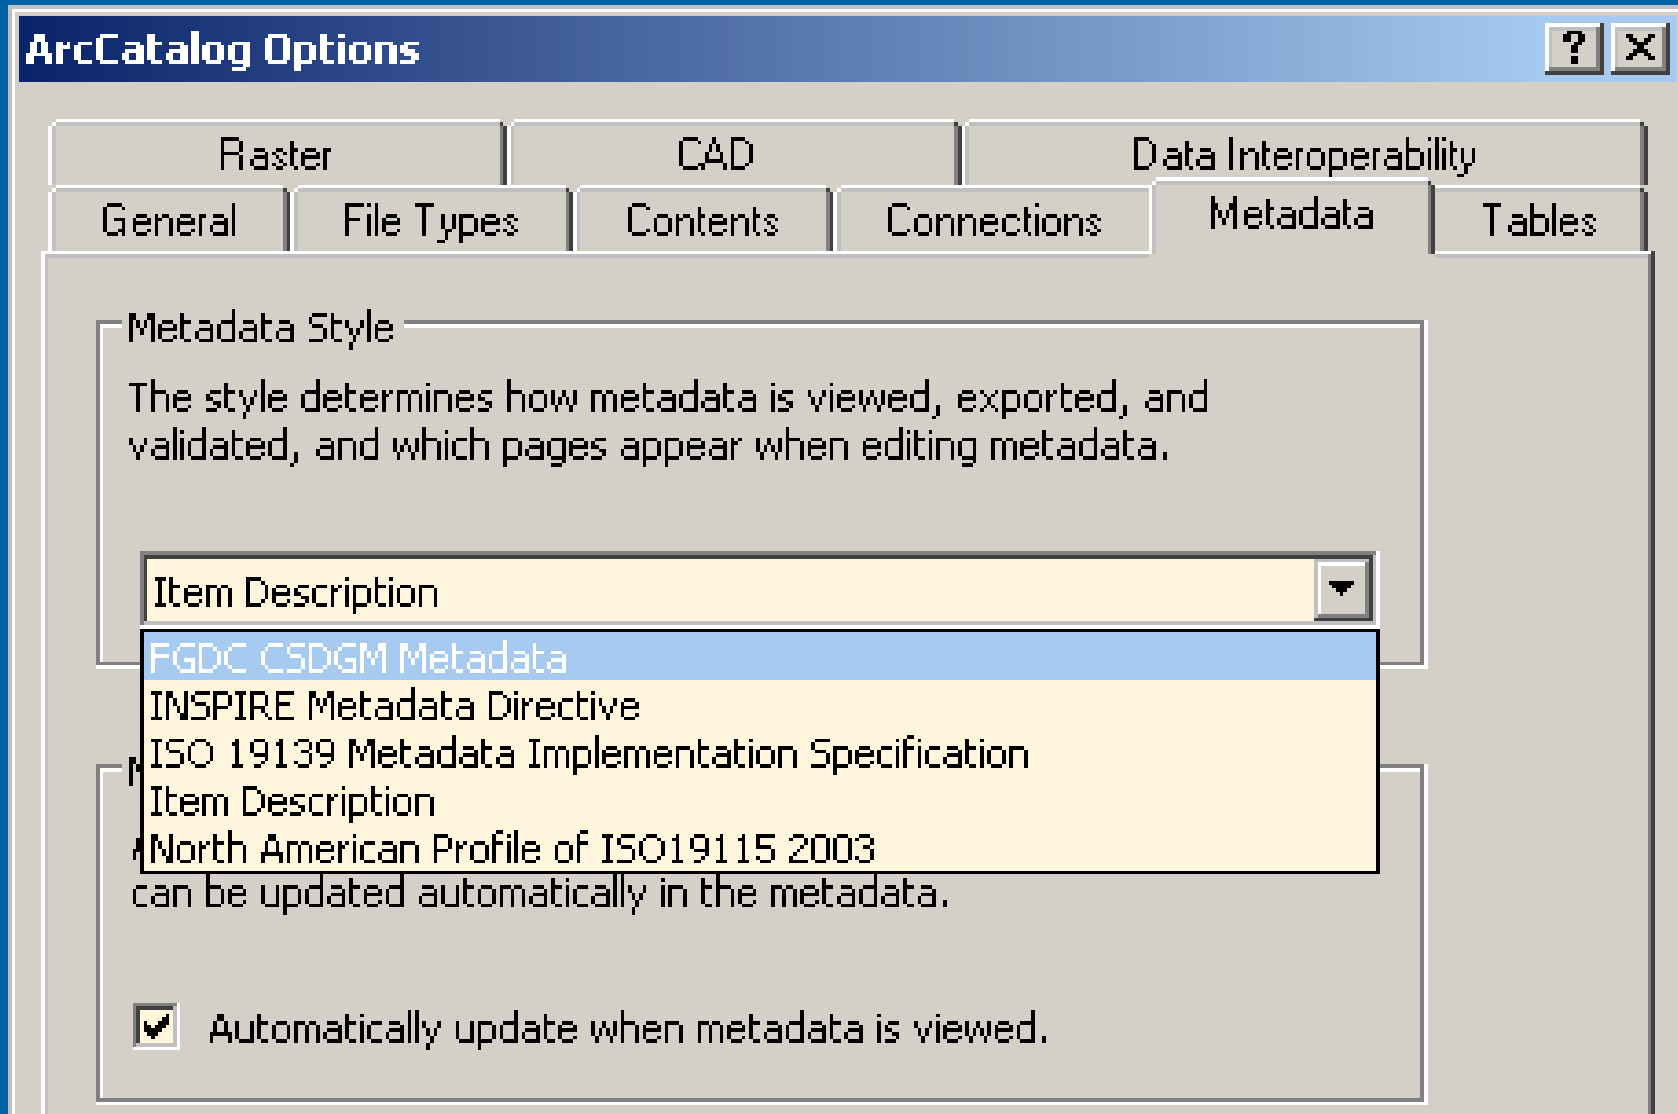 ArcCatalog Options
Raster CAD Data Interoperability
General File Types Contents Connections Metadata Tables
Metadata Style
The style determines how metadata is viewed, exported, and
validated, and which pages appear when editing metadata.
Item Description
FGDC CSDGM Metadata
INSPIRE Metadata Directive
ISO 19139 Metadata Implementation Specification
Item Description
North American Profile of ISO19115 2003
can be updated automatically in the metadata.
Automatically update when metadata is viewed.